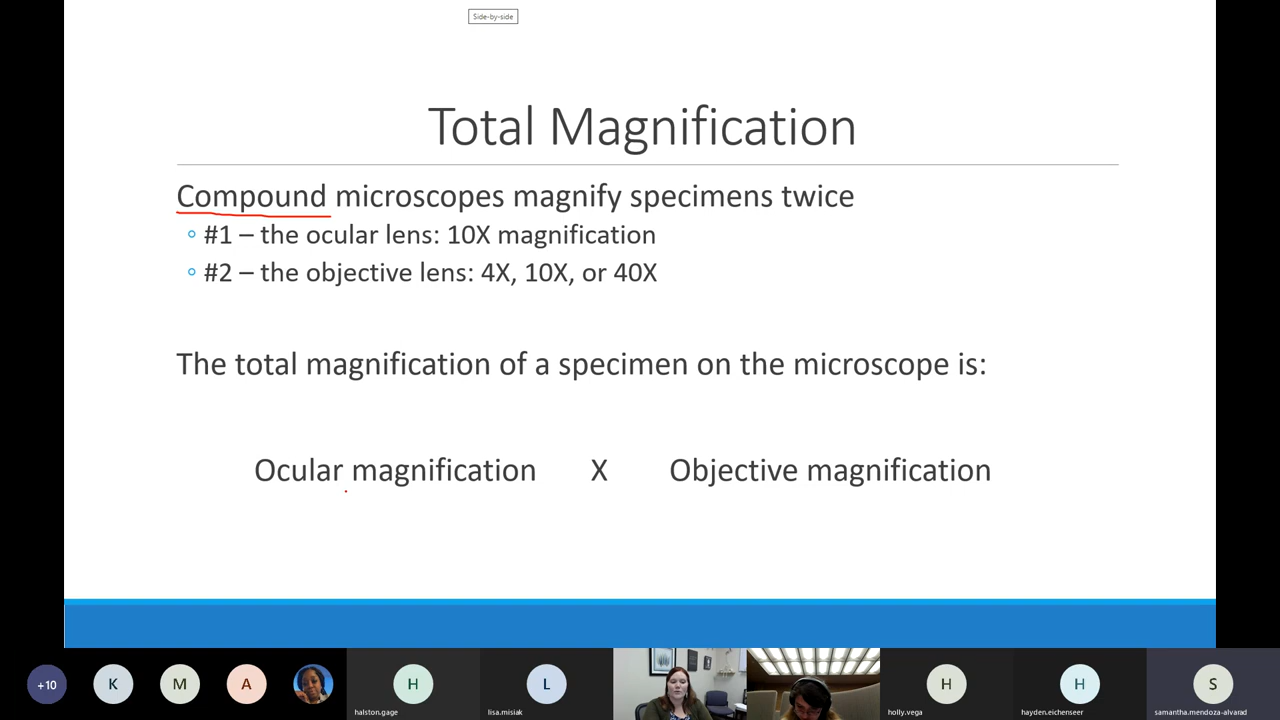 Side-by-side
Total Magnification
Compound microscopes magnify specimens twice
#1 – the ocular lens: 10X magnification
#2 – the objective lens: 4X, 10X, or 40X
The total magnification of a specimen on the microscope is:
Ocular magnification X Objective magnification
+10 K M A H L H H S
halston.gage lisa.misiak holly.vega hayden.eichenseer samantha.mendoza-alvarad